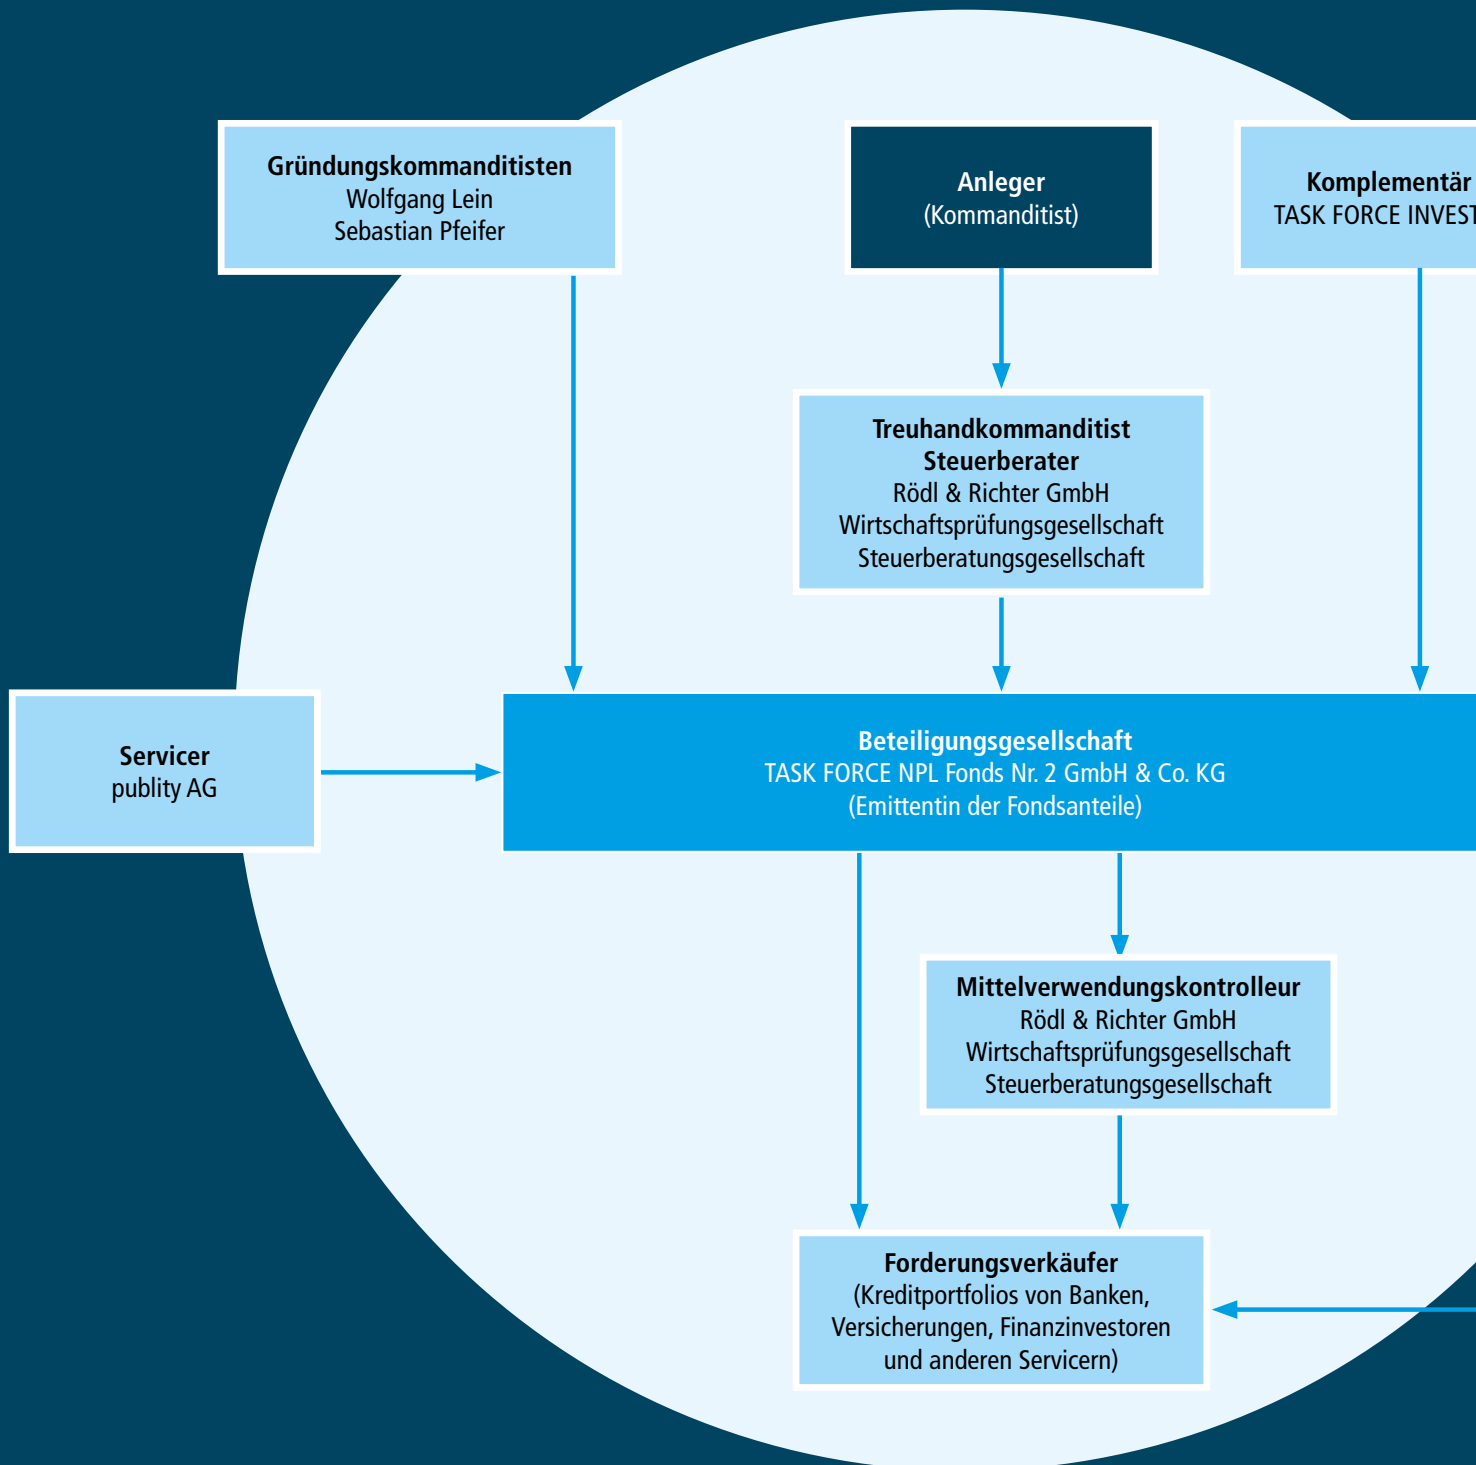 Gründungskommanditisten
Wolfgang Lein
Sebastian Pfeifer
Anleger
(Kommanditist)
Komplementär
TASK FORCE INVEST
Treuhandkommanditist
Steuerberater
Rödl & Richter GmbH
Wirtschaftsprüfungsgesellschaft
Steuerberatungsgesellschaft
Servicer
publity AG
Beteiligungsgesellschaft
TASK FORCE NPL Fonds Nr. 2 GmbH & Co. KG
(Emittentin der Fondsanteile)
Mittelverwendungskontrolleur
Rödl & Richter GmbH
Wirtschaftsprüfungsgesellschaft
Steuerberatungsgesellschaft
Forderungsverkäufer
(Kreditportfolios von Banken,
Versicherungen, Finanzinvestoren
und anderen Servicern)